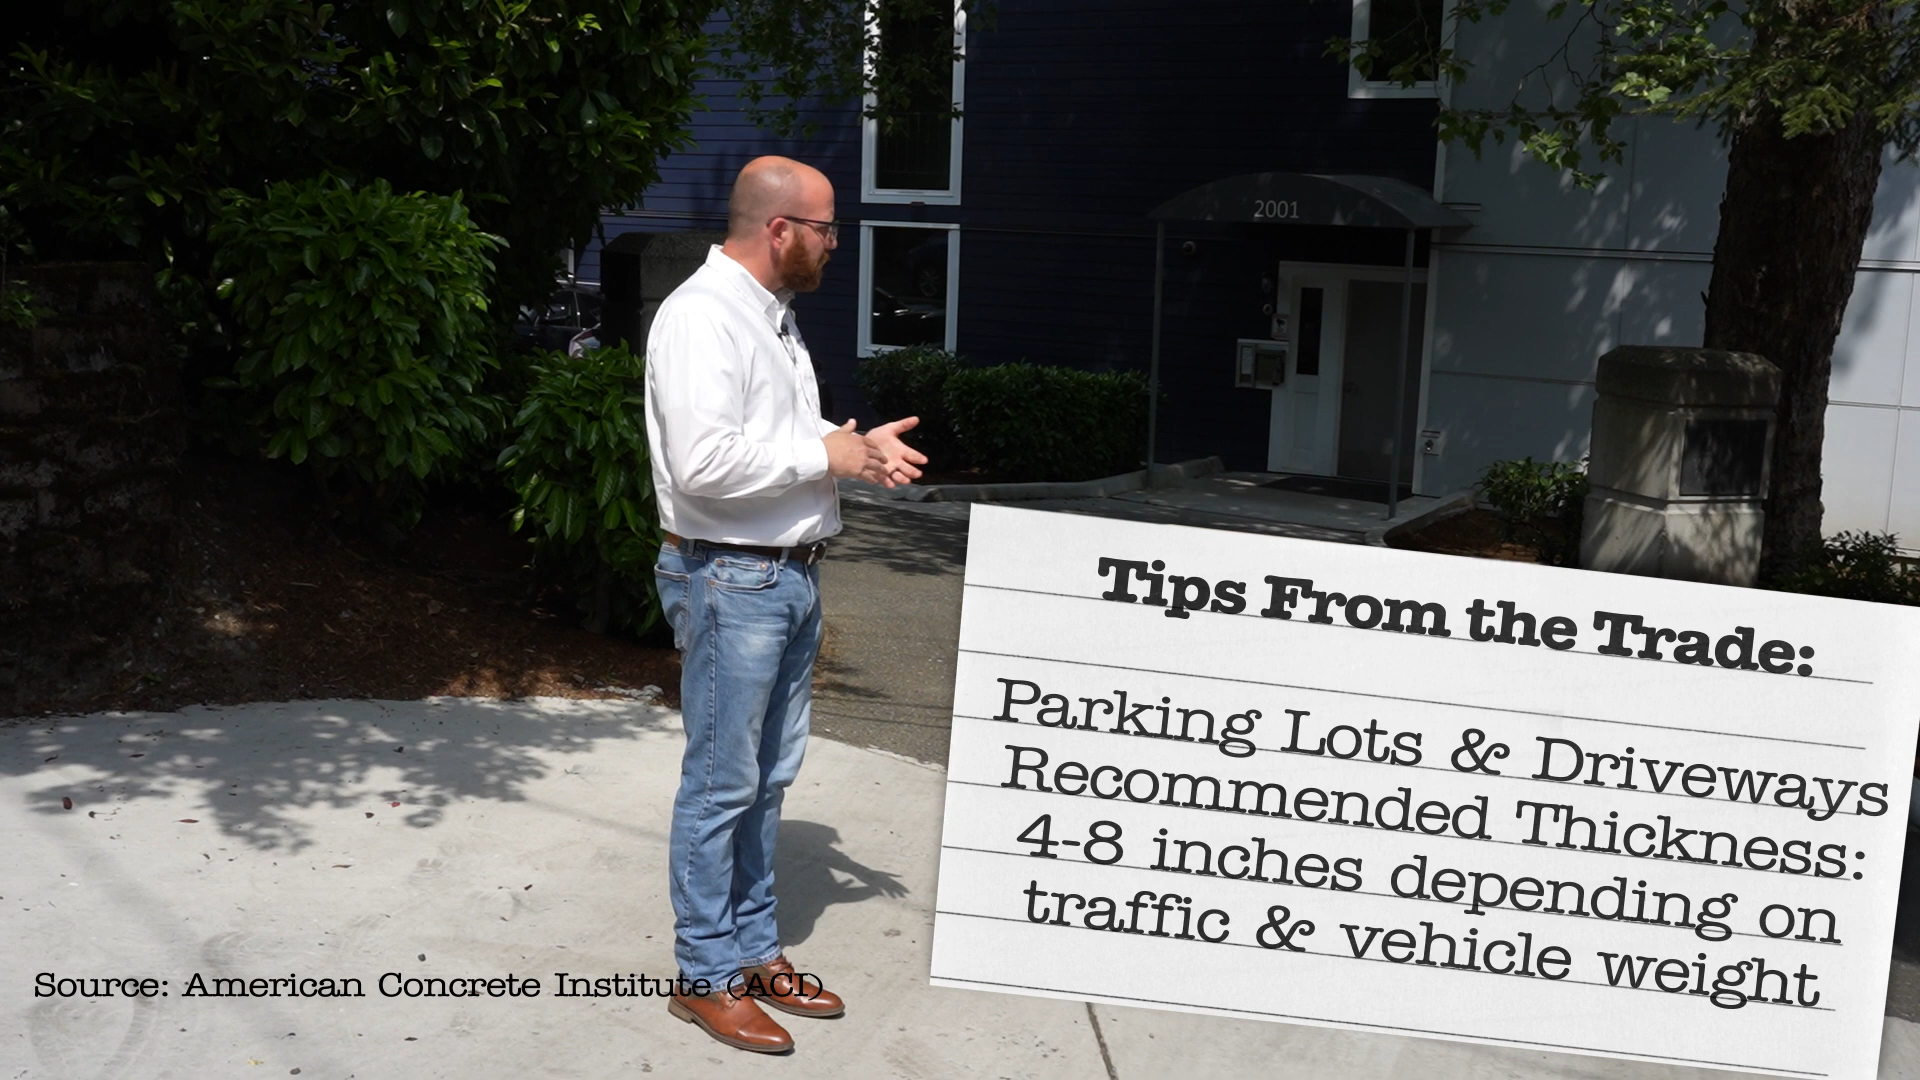 2001
Tips From the Trade:
Parking Lots & Driveways
Recommended Thickness:
4-8 inches depending on
traffic & vehicle weight
Source: American Concrete Institute (ACI)